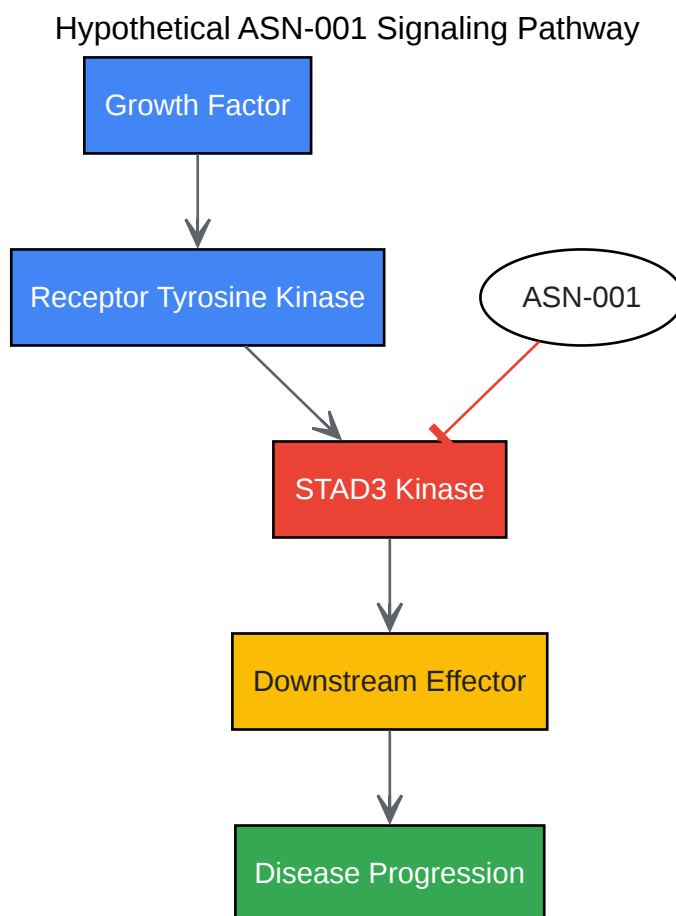 Hypothetical ASN-001 Signaling Pathway
Growth Factor
Receptor Tyrosine Kinase
ASN-001
STAD3 Kinase
Downstream Effector
Disease Progression